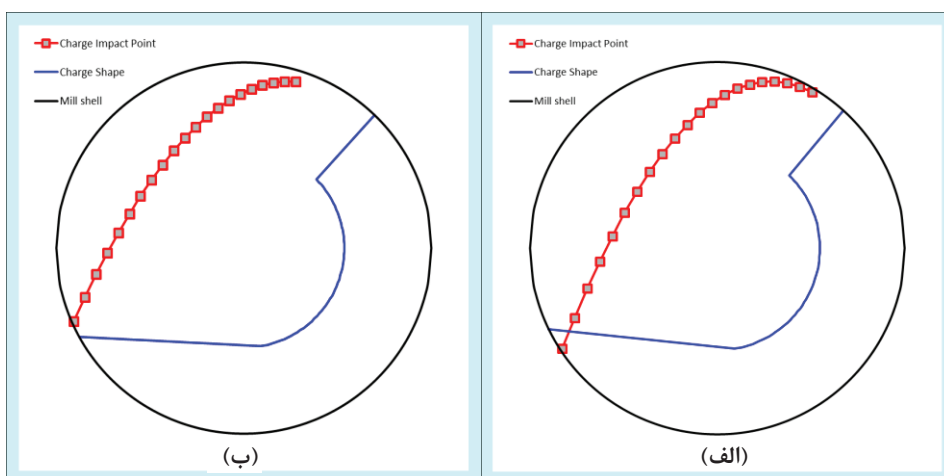 Charge Impact Point
Charge Shape
Mill shell
(ب)
Charge Impact Point
Charge Shape
Mill shell
(الف)